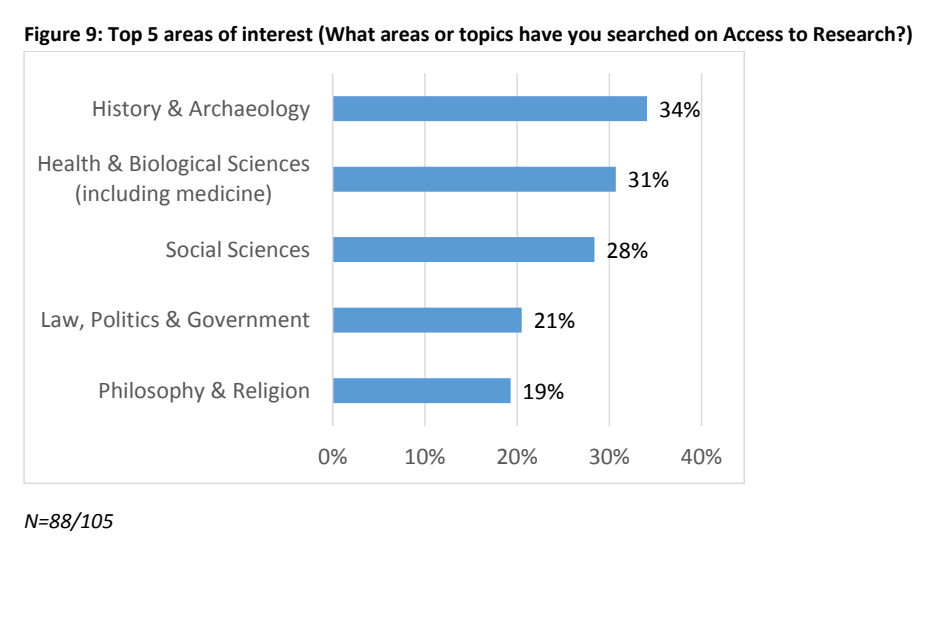 Figure 9: Top 5 areas of interest (What areas or topics have you searched on Access to Research?)
History & Archaeology
34%
Health & Biological Sciences
(including medicine)
31%
Social Sciences
28%
Law, Politics & Government
21%
Philosophy & Religion
19%
0% 10% 20% 30% 40%
N=88/105